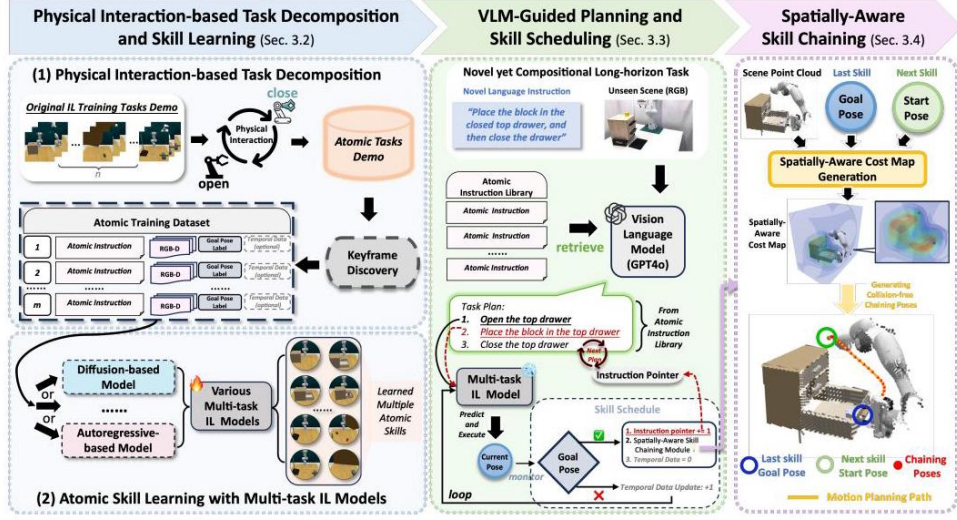 Physical Interaction-based Task Decomposition
and Skill Learning (Sec. 3.2)
(1) Physical Interaction-based Task Decomposition
Original IL Training Tasks Demo
...
...
n
close
Physical
Interaction
open
Atomic Tasks
Demo
Keyframe
Discovery
Atomic Training Dataset
1 Atomic Instruction RGB-D Goal Pose Label Temporal Data (optional)
2 Atomic Instruction RGB-D Goal Pose Label Temporal Data (optional)
...... ...... ......
m Atomic Instruction RGB-D Goal Pose Label Temporal Data (optional)
Diffusion-based
Model
or
......
or
Autoregressive-based Model
Various
Multi-task
IL Models
......
Learned
Multiple
Atomic
Skills
(2) Atomic Skill Learning with Multi-task IL Models
VLM-Guided Planning and
Skill Scheduling (Sec. 3.3)
Novel yet Compositional Long-horizon Task
Novel Language Instruction
Unseen Scene (RGB)
"Place the block in the
closed top drawer, and
then close the drawer"
Atomic
Instruction Library
Atomic Instruction
Atomic Instruction
......
Atomic Instruction
retrieve
Vision
Language
Model
(GPT4o)
Task Plan:
1. Open the top drawer
2. Place the block in the top drawer
3. Close the top drawer
Next
Plan
From
Atomic
Instruction
Library
Instruction Pointer
Multi-task
IL Model
Predict
and
Execute
Current
Pose
monitor
Skill Schedule
Goal
Pose
1. Instruction pointer += 1
2. Spatially-Aware Skill
Chaining Module
3. Temporal Data = 0
Temporal Data Update: +1
loop
Spatially-Aware
Skill Chaining (Sec. 3.4)
Scene Point Cloud
Last Skill
Next Skill
Goal
Pose
Start
Pose
Spatially-Aware Cost Map
Generation
Spatially-
Aware
Cost Map
Generating
Collision-free
Chaining Poses
Last skill
Goal Pose
Next skill
Start Pose
Chaining
Poses
Motion Planning Path